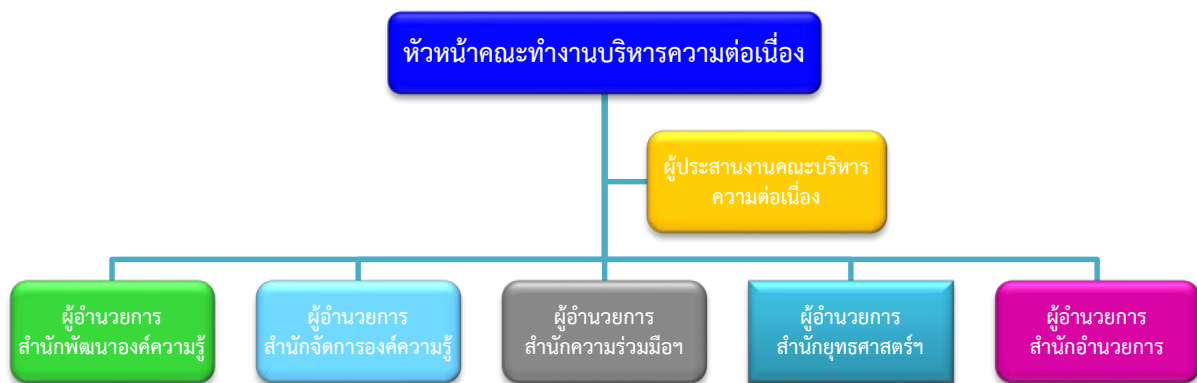 หัวหน้าคณะทำงานบริหารความต่อเนื่อง
ผู้ประสานงานคณะบริหาร
ความต่อเนื่อง
ผู้อำนวยการ
สำนักพัฒนาองค์ความรู้
ผู้อำนวยการ
สำนักจัดการองค์ความรู้
ผู้อำนวยการ
สำนักความร่วมมือฯ
ผู้อำนวยการ
สำนักยุทธศาสตร์ฯ
ผู้อำนวยการ
สำนักอำนวยการ